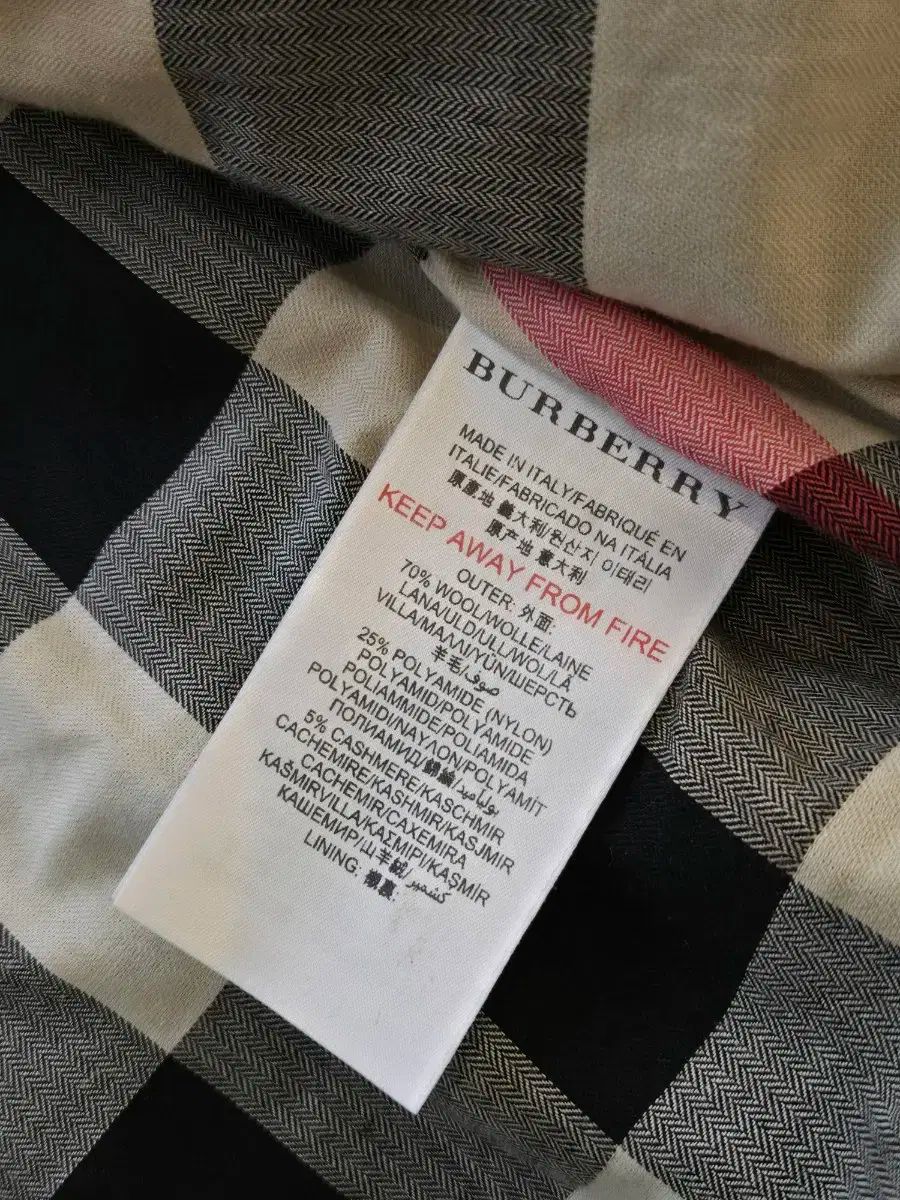 BURBERRY
MADE IN ITALY/FABRIQUÉ EN
ITALIE/FABRICADO NA ITÁLIA
原產地 義大利/원산지 이태리
原产地 意大利
KEEP AWAY FROM FIRE
OUTER: 外面:
70% WOOL/WOLLE/LAINE
LANA/ULD/ULL/WOL/LÃ
VILLA/ΜΑΛΛΙ/YÜN/ШЕРСТЬ
羊毛/صوف
25% POLYAMIDE (NYLON)
POLYAMID/POLYAMIDE
POLIAMMIDE/POLIAMIDA
POLYAMIDI/ΝΑΥΛΟΝ/POLYAMIT
ПОЛИАМИД/錦綸/بولياميد
5% CASHMERE/KASCHMIR
CACHEMIRE/KASHMIR/KASJMIR
CACHEMIR/CAXEMIRA
KAŠMIRVILLA/ΚΑΣΜΙΡΙ/KAŞMİR
КАШЕМИР/山羊絨/كشمير
LINING: 裡: